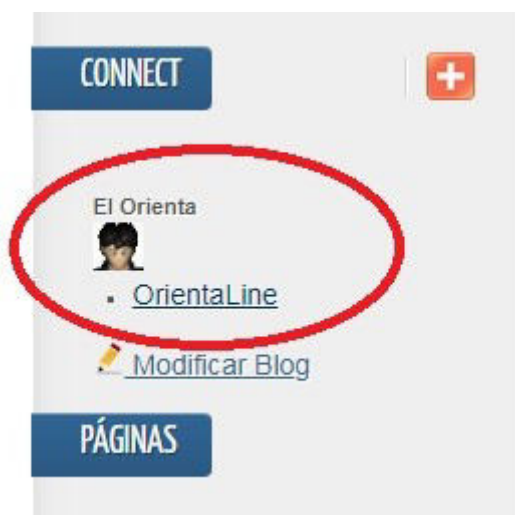 CONNECT
El Orienta
OrientaLine
Modificar Blog
PÁGINAS